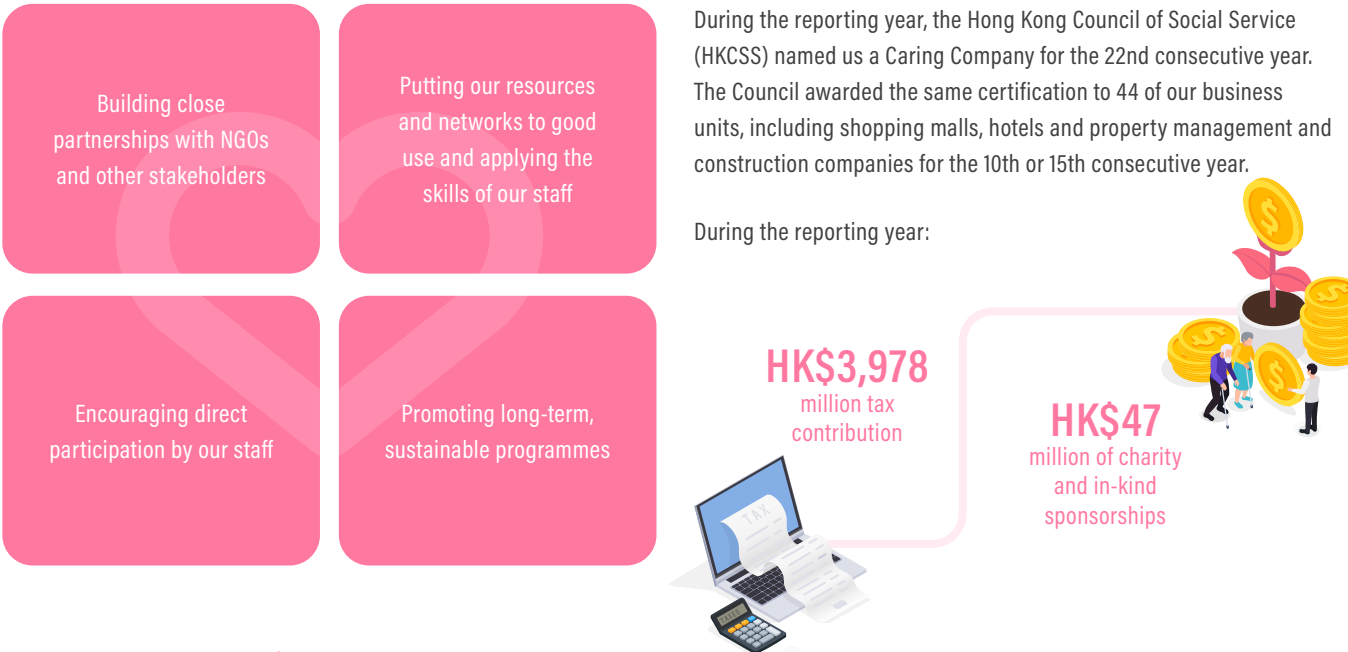 Building close
partnerships with NGOs
and other stakeholders
Putting our resources
and networks to good
use and applying the
skills of our staff
Encouraging direct
participation by our staff
Promoting long-term,
sustainable programmes
During the reporting year, the Hong Kong Council of Social Service
(HKCSS) named us a Caring Company for the 22nd consecutive year.
The Council awarded the same certification to 44 of our business
units, including shopping malls, hotels and property management and
construction companies for the 10th or 15th consecutive year.
During the reporting year:
HK$3,978
million tax
contribution
TAX
HK$47
million of charity
and in-kind
sponsorships
$
$
$
$